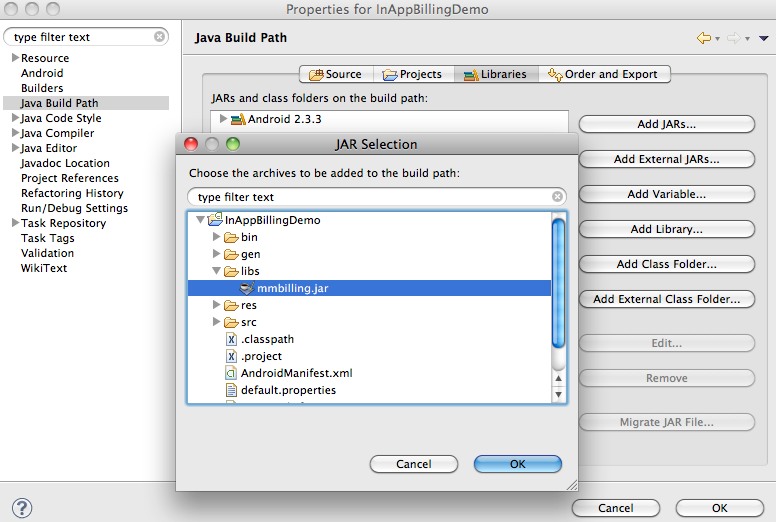 Properties for InAppBillingDemo
type filter text
Resource
Android
Builders
Java Build Path
Java Code Style
Java Compiler
Java Editor
Javadoc Location
Project References
Refactoring History
Run/Debug Settings
Task Repository
Task Tags
Validation
WikiText
Java Build Path
Source Projects Libraries Order and Export
JARs and class folders on the build path:
Android 2.3.3
Add JARs...
Add External JARs...
Add Variable...
Add Library...
Add Class Folder...
Add External Class Folder...
Edit...
Remove
Migrate JAR File...
JAR Selection
Choose the archives to be added to the build path:
type filter text
InAppBillingDemo
bin
gen
libs
mmbilling.jar
res
src
.classpath
.project
AndroidManifest.xml
default.properties
Cancel OK
Cancel OK